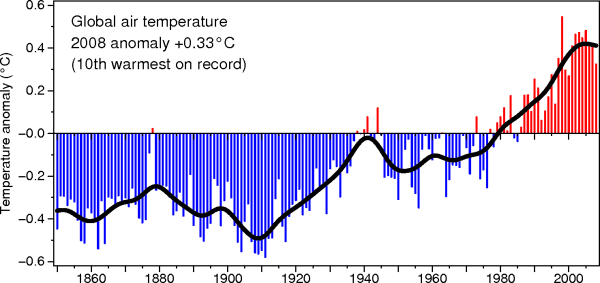 Global air temperature
2008 anomaly +0.33°C
(10th warmest on record)
Temperature anomaly (°C)
0.6
0.4
0.2
−0.0
−0.2
−0.4
−0.6
1860 1880 1900 1920 1940 1960 1980 2000